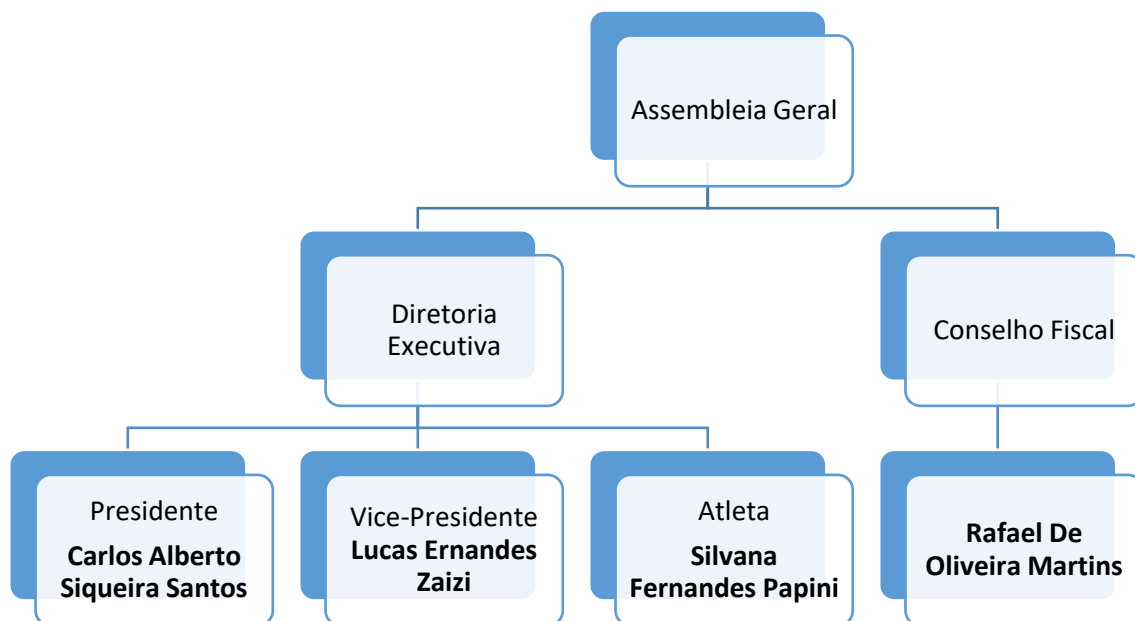 Assembleia Geral
Diretoria
Executiva
Conselho Fiscal
Presidente
Carlos Alberto
Siqueira Santos
Vice-Presidente
Lucas Ernandes
Zaizi
Atleta
Silvana
Fernandes Papini
Rafael De
Oliveira Martins